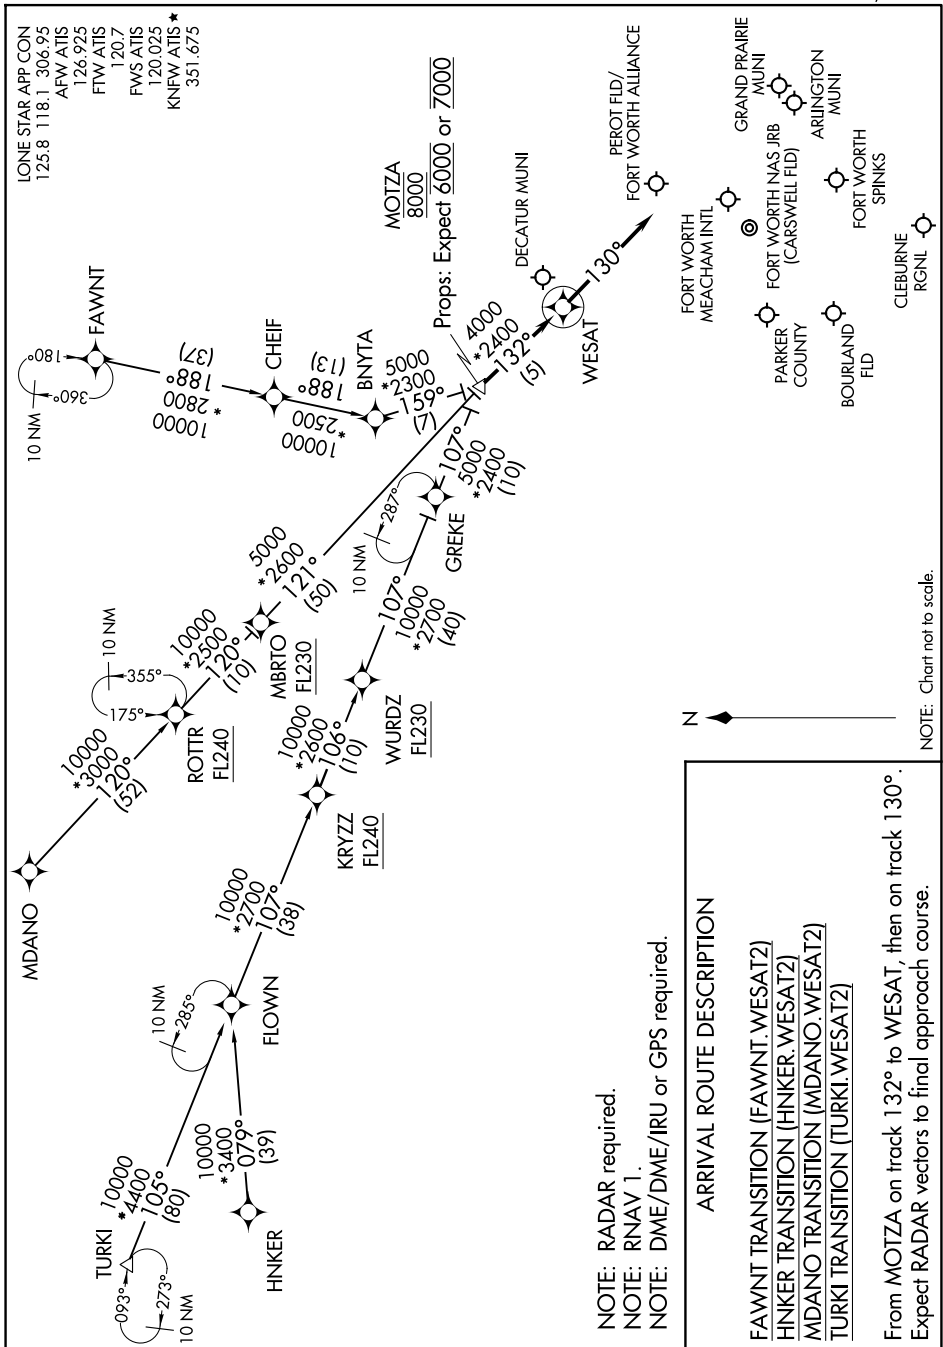 LONE STAR APP CON
125.8 118.1 306.95
AFW ATIS
126.925
FTW ATIS
120.7
FWS ATIS
120.025
KNFW ATIS ★
351.675
MDANO
10000
*3000
120°
(52)
10 NM
175°
355°
ROTTR
FL240
10000
*2500
120°
(10)
MBRTO
FL230
5000
*2600
121°
(50)
10 NM
360°
180°
FAWNT
10000
*2800
188°
(37)
CHEIF
10000
*2500
188°
(13)
BNYTA
5000
*2300
159°
(7)
MOTZA
8000
Props: Expect 6000 or 7000
TURKI
093°
273°
10 NM
10000
*4400
105°
(80)
HNKER
10000
*3400
079°
(39)
10 NM
285°
FLOWN
10000
*2700
107°
(38)
KRYZZ
FL240
10000
*2600
106°
(10)
WURDZ
FL230
107°
10000
*2700
(40)
10 NM
287°
GREKE
107°
5000
*2400
(10)
4000
*2400
132°
(5)
WESAT
130°
DECATUR MUNI
PEROT FLD/
FORT WORTH ALLIANCE
FORT WORTH
MEACHAM INTL
GRAND PRAIRIE
MUNI
ARLINGTON
MUNI
FORT WORTH NAS JRB
(CARSWELL FLD)
PARKER
COUNTY
BOURLAND
FLD
FORT WORTH
SPINKS
CLEBURNE
RGNL
N
NOTE: Chart not to scale.
NOTE: RADAR required.
NOTE: RNAV 1.
NOTE: DME/DME/IRU or GPS required.
ARRIVAL ROUTE DESCRIPTION
FAWNT TRANSITION (FAWNT.WESAT2)
HNKER TRANSITION (HNKER.WESAT2)
MDANO TRANSITION (MDANO.WESAT2)
TURKI TRANSITION (TURKI.WESAT2)
From MOTZA on track 132° to WESAT, then on track 130°.
Expect RADAR vectors to final approach course.